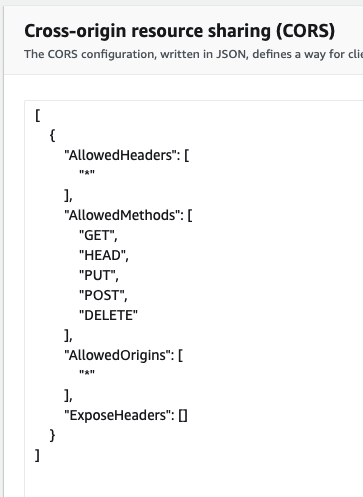 Cross-origin resource sharing (CORS)
The CORS configuration, written in JSON, defines a way for
[
{
"AllowedHeaders": [
"*"
],
"AllowedMethods": [
"GET",
"HEAD",
"PUT",
"POST",
"DELETE"
],
"AllowedOrigins": [
"*"
],
"ExposeHeaders": []
}
]